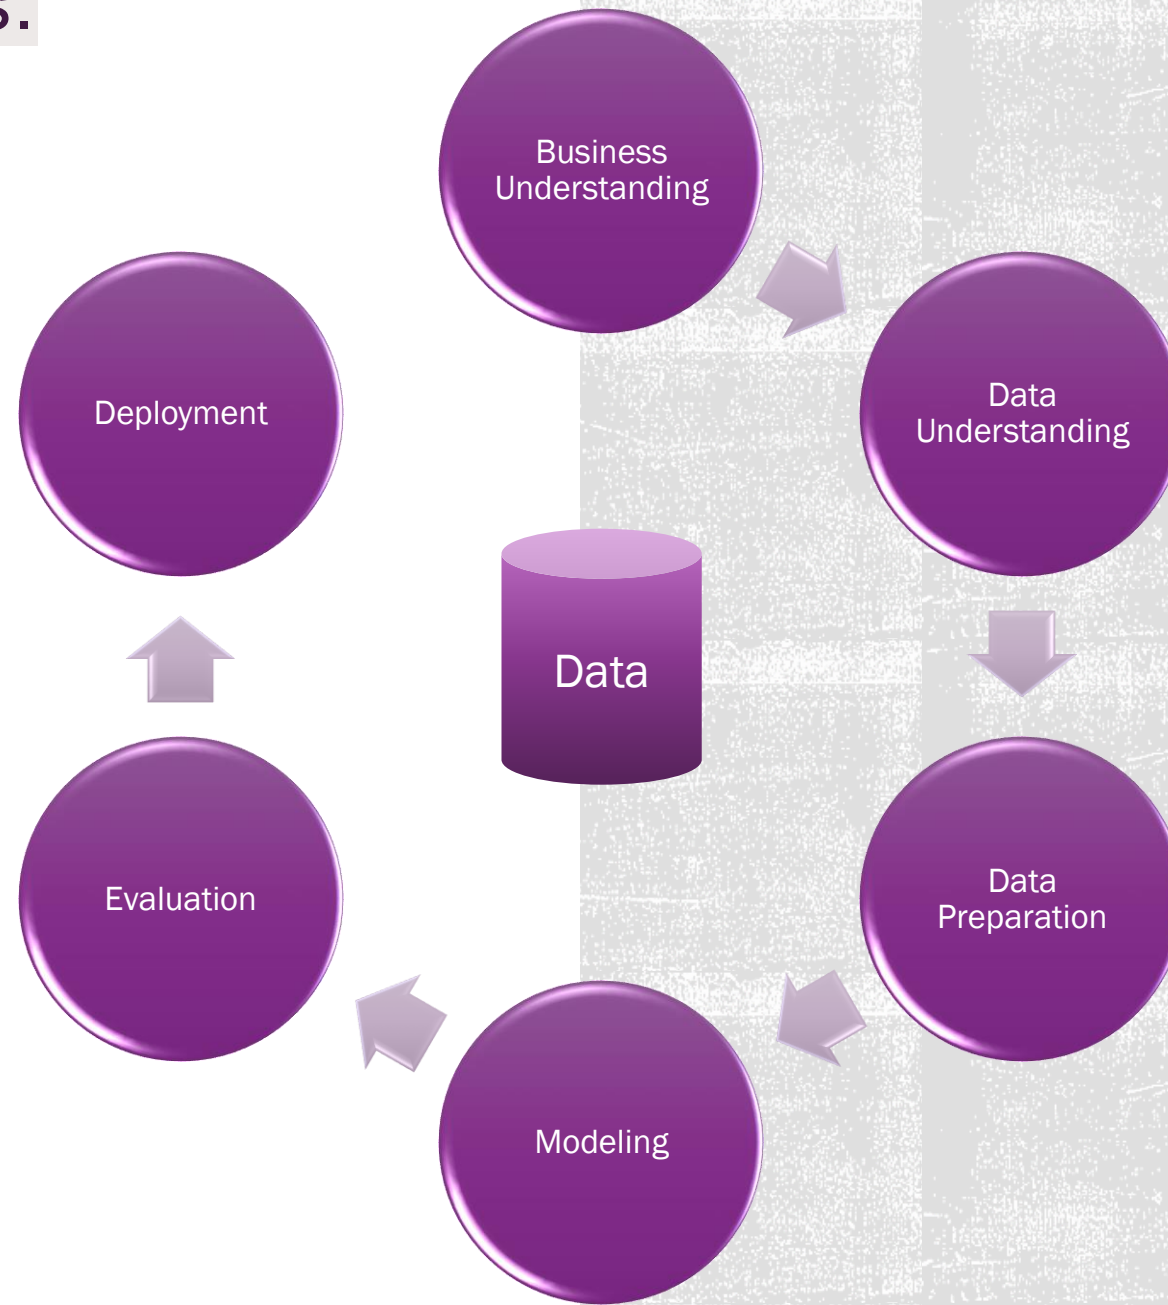 s.
Business
Understanding
Data
Understanding
Data
Preparation
Modeling
Evaluation
Deployment
Data